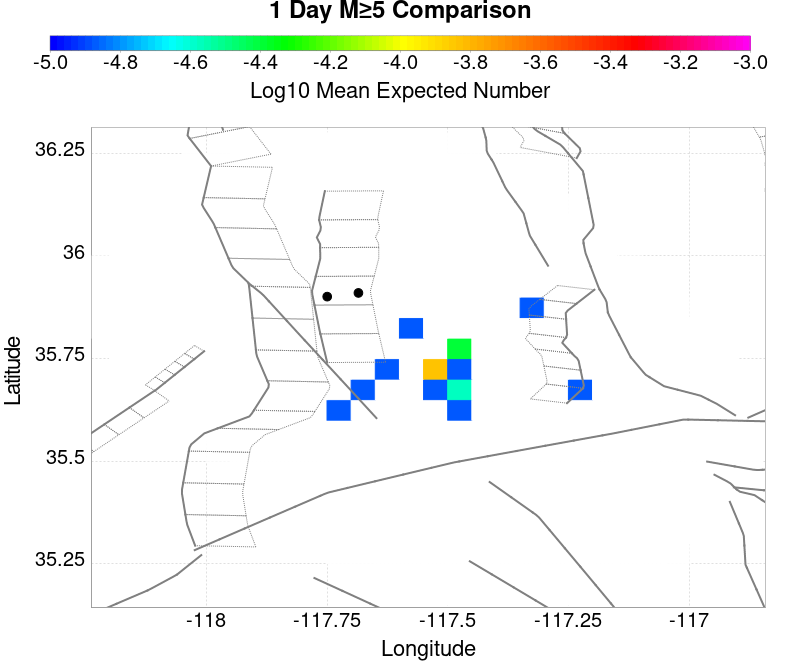 1 Day M≥5 Comparison
-5.0 -4.8 -4.6 -4.4 -4.2 -4.0 -3.8 -3.6 -3.4 -3.2 -3.0
Log10 Mean Expected Number
36.25
36
35.75
35.5
35.25
Latitude
-118 -117.75 -117.5 -117.25 -117
Longitude